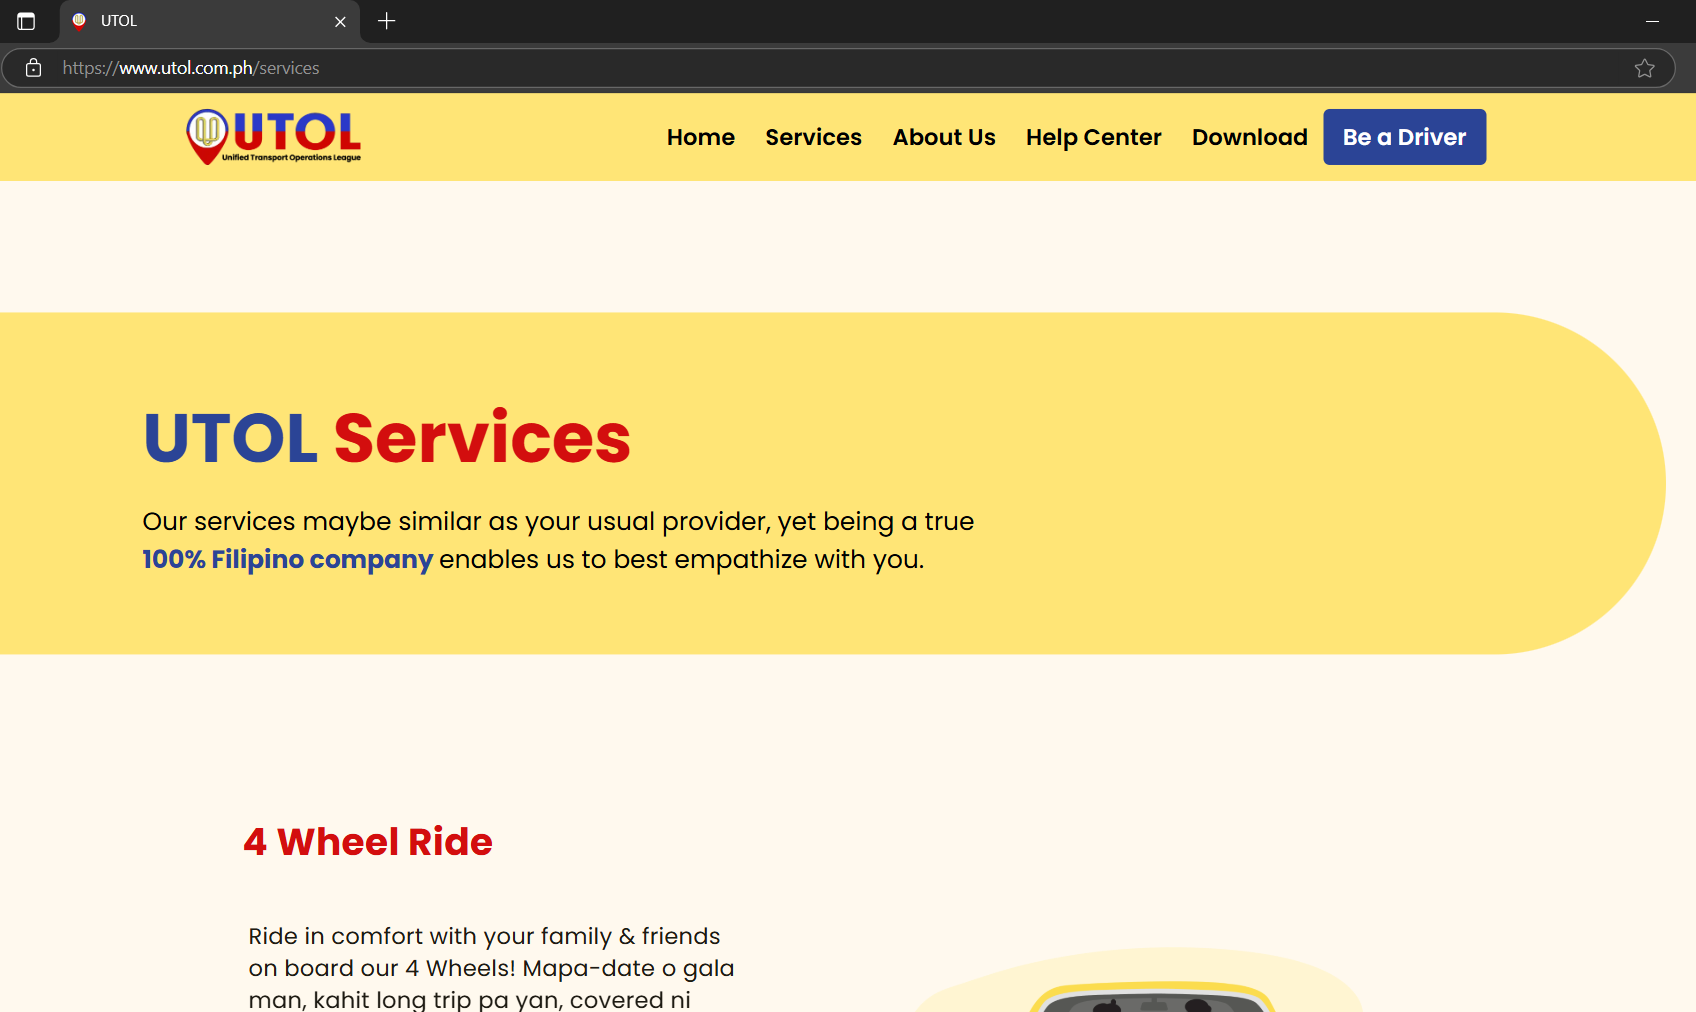 UTOL
https://www.utol.com.ph/services
UTOL
Unified Transport Operations League
Home Services About Us Help Center Download Be a Driver
UTOL Services
Our services maybe similar as your usual provider, yet being a true
100% Filipino company enables us to best empathize with you.
4 Wheel Ride
Ride in comfort with your family & friends
on board our 4 Wheels! Mapa-date o gala
man, kahit long trip pa yan, covered ni